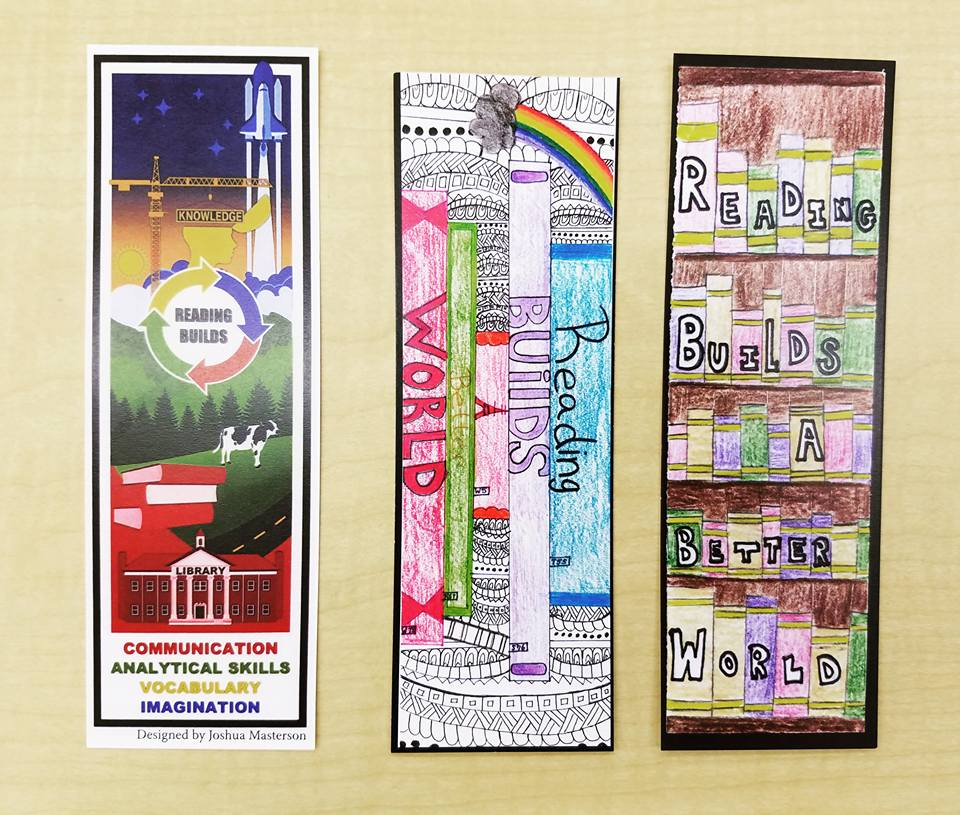 KNOWLEDGE
READING
BUILDS
LIBRARY
COMMUNICATION
ANALYTICAL SKILLS
VOCABULARY
IMAGINATION
Designed by Joshua Masterson
Reading
BUIlDS
A
Better
WORLD
READING
BUILDS
A
BETTER
WORLD